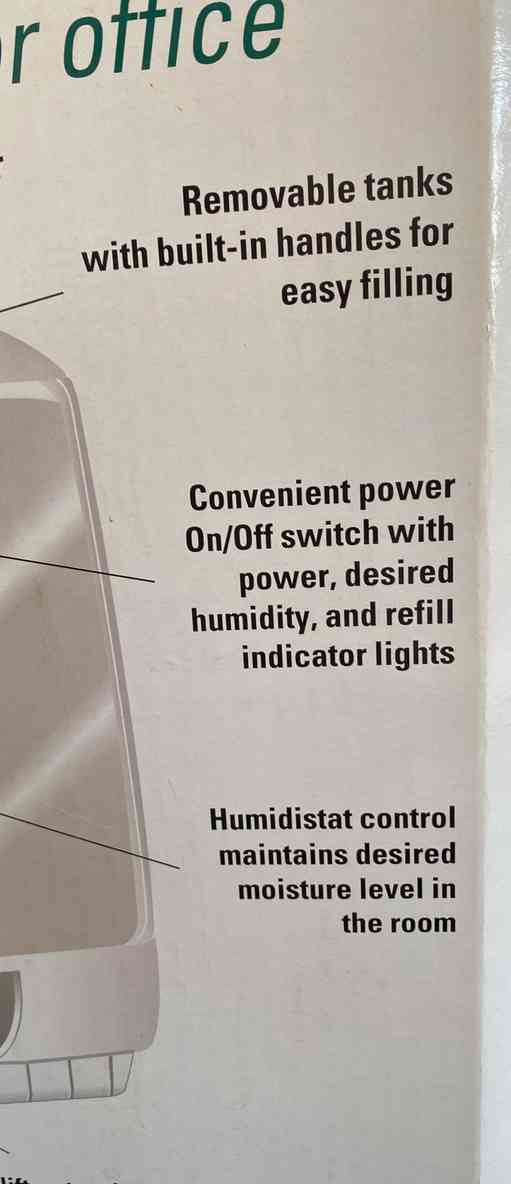 r office
Removable tanks
with built-in handles for
easy filling
Convenient power
On/Off switch with
power, desired
humidity, and refill
indicator lights
Humidistat control
maintains desired
moisture level in
the room